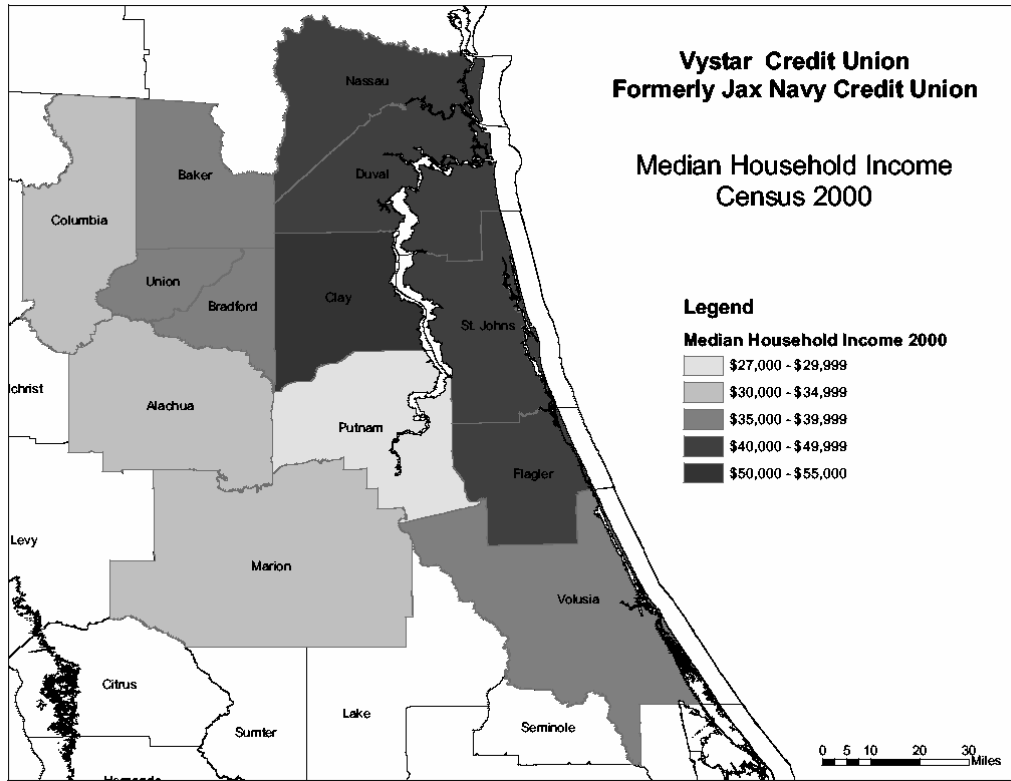 Vystar Credit Union
Formerly Jax Navy Credit Union
Median Household Income
Census 2000
Nassau
Duval
Baker
Columbia
Union
Bradford
Clay
St. Johns
lchrist
Alachua
Putnam
Flagler
Levy
Marion
Volusia
Citrus
Sumter
Lake
Seminole
Legend
Median Household Income 2000
$27,000 - $29,999
$30,000 - $34,999
$35,000 - $39,999
$40,000 - $49,999
$50,000 - $55,000
0 5 10 20 30
Miles